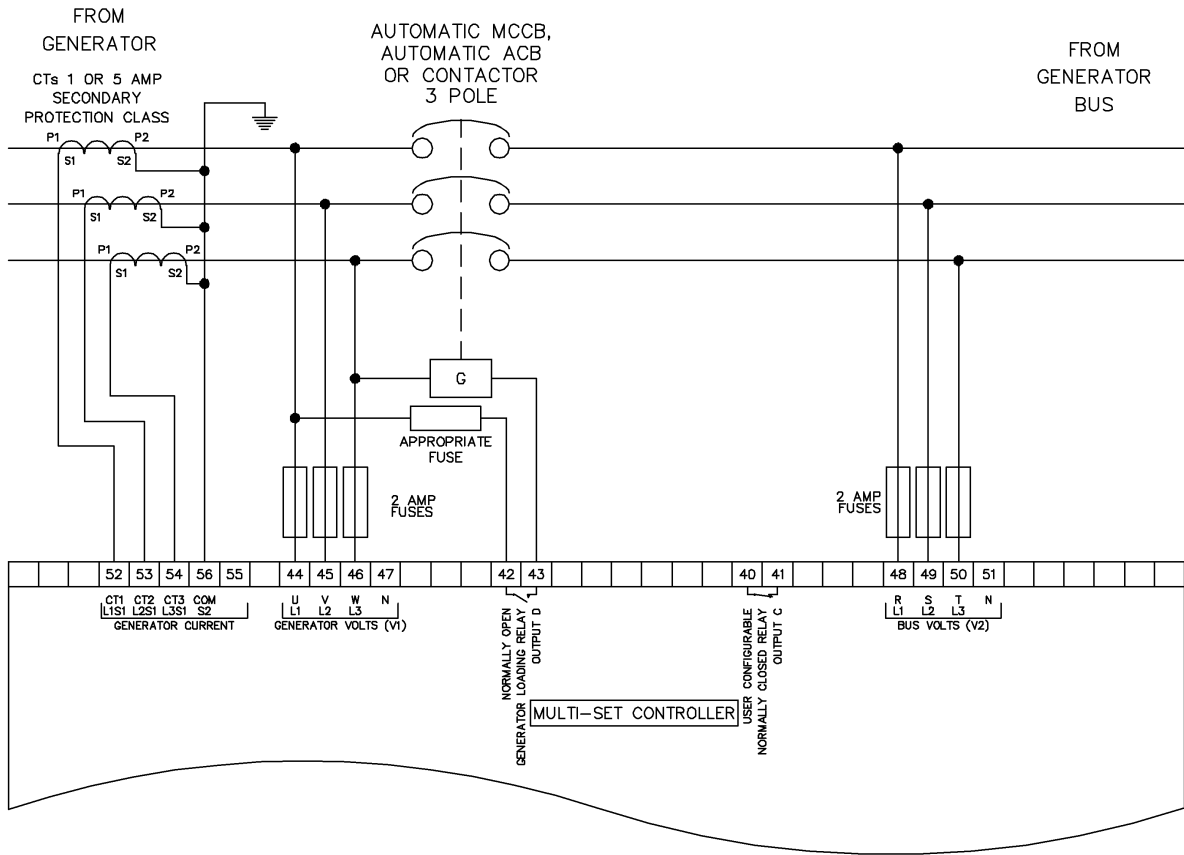 FROM
GENERATOR
CTs 1 OR 5 AMP
SECONDARY
PROTECTION CLASS
AUTOMATIC MCCB,
AUTOMATIC ACB
OR CONTACTOR
3 POLE
FROM
GENERATOR
BUS
P1 P2
S1 S2
P2
S1 S2
P1 P2
S1 S2
G
APPROPRIATE
FUSE
2 AMP
FUSES
2 AMP
FUSES
52 53 54 56 55 44 45 46 47 42 43 40 41 48 49 50 51
CT1 CT2 CT3 COM
L1S1 L2S1 L3S1 S2
GENERATOR CURRENT
U V W N
L1 L2 L3
GENERATOR VOLTS (V1)
NORMALLY OPEN
GENERATOR LOADING RELAY
OUTPUT D
USER CONFIGURABLE
NORMALLY CLOSED RELAY
OUTPUT C
R S T N
L1 L2 L3
BUS VOLTS (V2)
MULTI-SET CONTROLLER